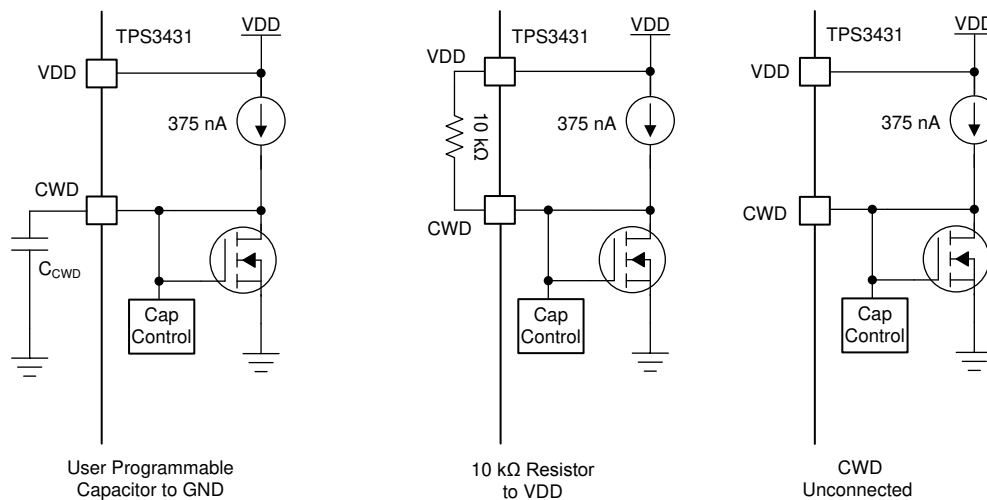 TPS3431
VDD
VDD
375 nA
CWD
C_CWD
Cap
Control
User Programmable
Capacitor to GND
TPS3431
VDD
VDD
10 kΩ
375 nA
CWD
Cap
Control
10 kΩ Resistor
to VDD
TPS3431
VDD
VDD
375 nA
CWD
Cap
Control
CWD
Unconnected